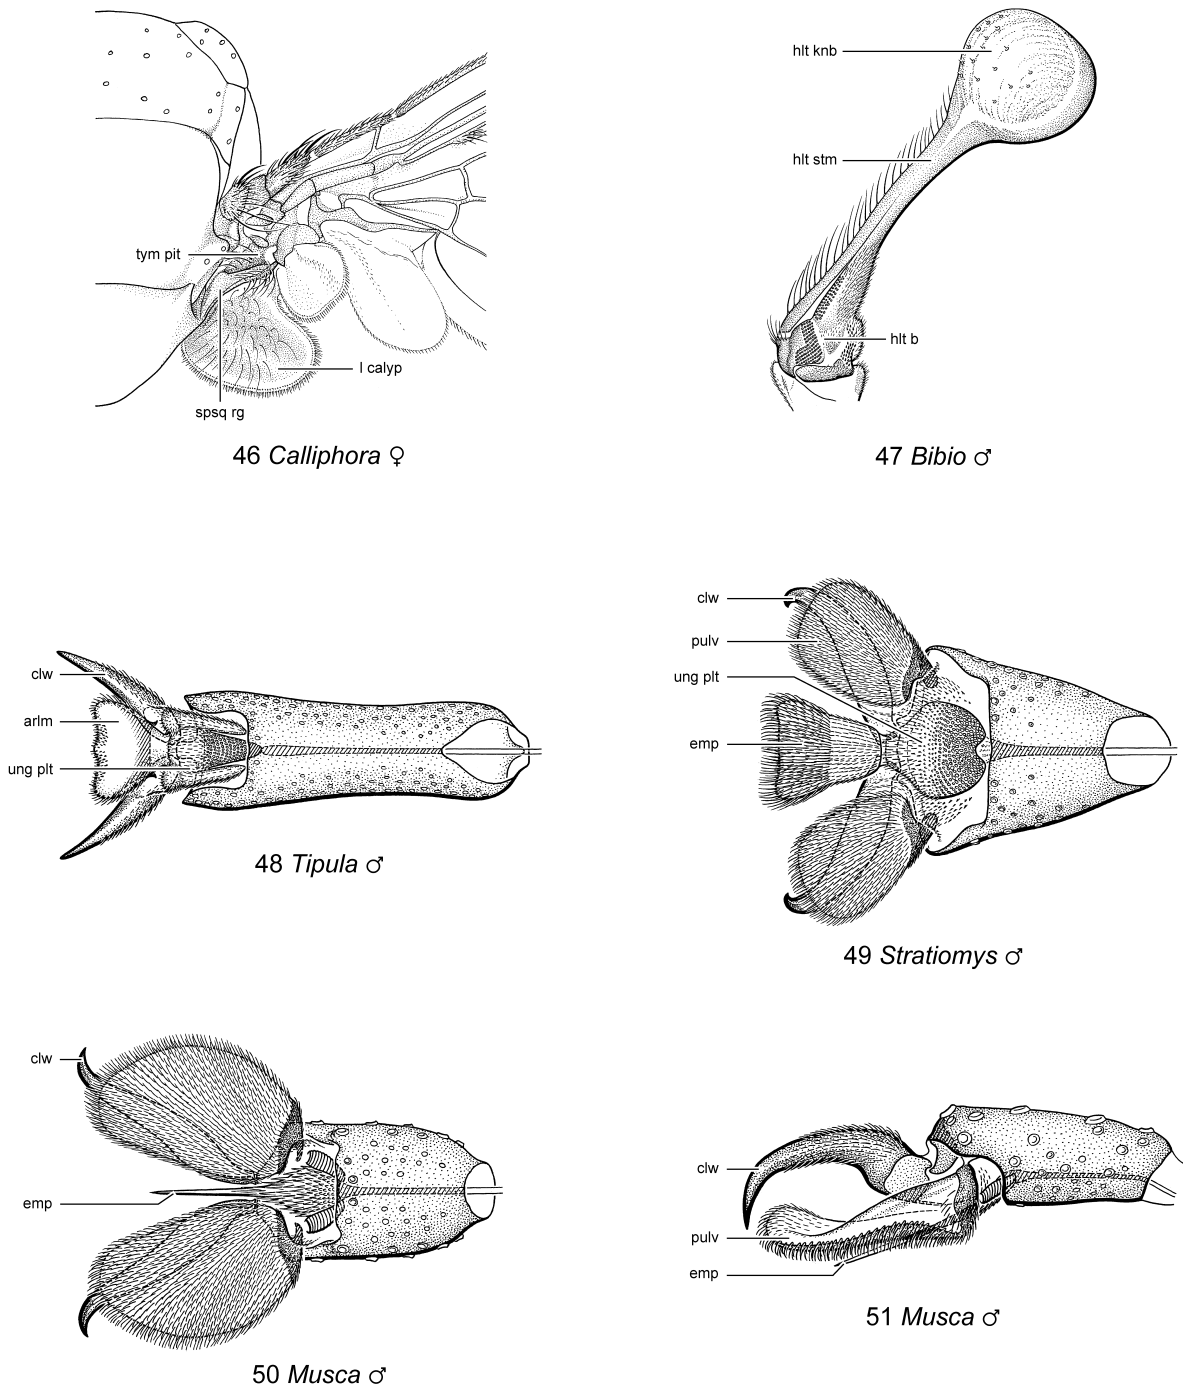 tym pit
l calyp
spsq rg
46 Calliphora ♀
hlt knb
hlt stm
hlt b
47 Bibio ♂
clw
arlm
ung plt
48 Tipula ♂
clw
pulv
ung plt
emp
49 Stratiomys ♂
clw
emp
50 Musca ♂
clw
pulv
emp
51 Musca ♂